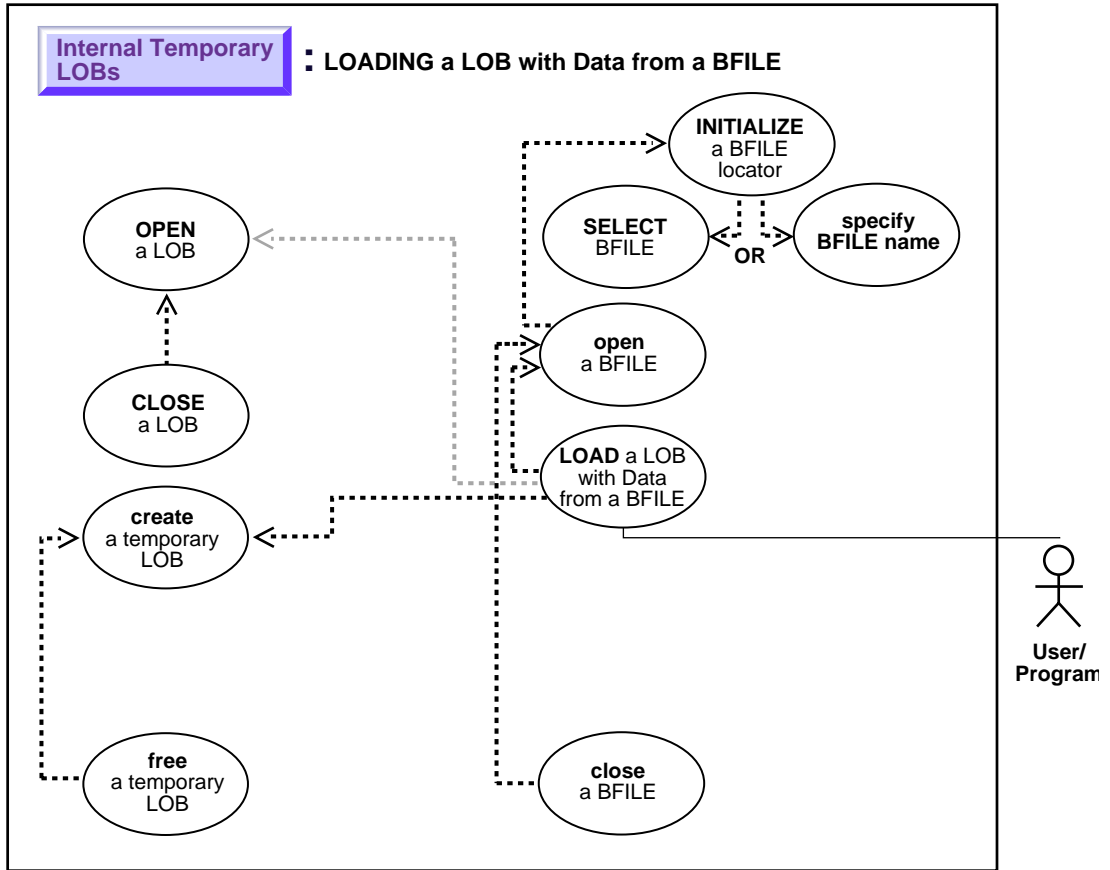 Internal Temporary
LOBs
: LOADING a LOB with Data from a BFILE
INITIALIZE
a BFILE
locator
OPEN
a LOB
SELECT
BFILE
OR
specify
BFILE name
open
a BFILE
CLOSE
a LOB
LOAD a LOB
with Data
from a BFILE
create
a temporary
LOB
User/
Program
free
a temporary
LOB
close
a BFILE